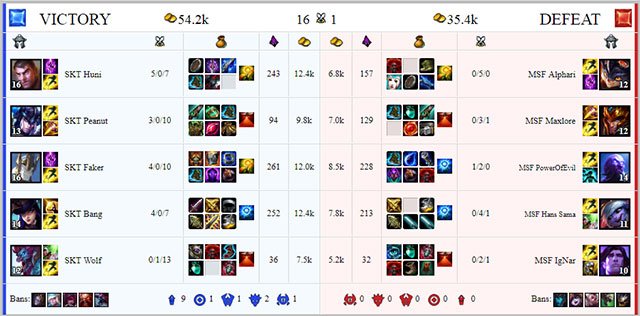 VICTORY 54.2k 16 1 35.4k DEFEAT
16 SKT Huni 5/0/7 243 12.4k 6.8k 157 0/5/0 MSF Alphari 12
13 SKT Peanut 3/0/10 94 9.8k 7.0k 129 0/3/1 MSF Maxlore 12
16 SKT Faker 4/0/10 261 12.0k 8.5k 228 1/2/0 MSF PowerOfEvil 14
14 SKT Bang 4/0/7 252 12.4k 7.8k 213 0/4/1 MSF Hans Sama 11
12 SKT Wolf 0/1/13 36 7.5k 5.2k 32 0/2/1 MSF IgNar 10
Bans: 9 1 1 2 1 0 0 0 0 0 Bans: